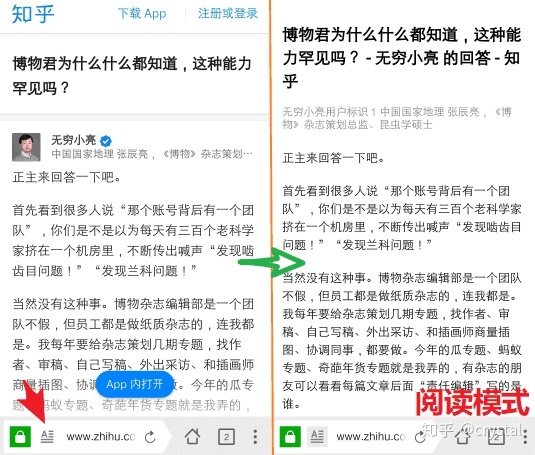 知乎
下载 App
注册或登录
博物君为什么什么都知道，这种能力
罕见吗？
无穷小亮
中国国家地理 张辰亮，《博物》杂志策划…
正主来回答一下吧。
首先看到很多人说“那个账号背后有一个团
队”，你们是不是以为每天有三百个老科学家
挤在一个机房里，不断传出喊声“发现啮齿
目问题！”“发现兰科问题！”
当然没有这种事。博物杂志编辑部是一个团
队不假，但员工都是做纸质杂志的，连我都
是。我每年要给杂志策划几期专题，找作
者、审稿、自己写稿、外出采访、和插画师
商量插图、协调
App 内打开
。今年的瓜专
题、蚂蚁专题、奇葩年货专题就是我弄的，
www.zhihu.co
2
博物君为什么什么都知道，这种能
力罕见吗？ - 无穷小亮 的回答 - 知
乎
无穷小亮用户标识 1 中国国家地理 张辰亮，《博
物》杂志策划总监、昆虫学硕士
正主来回答一下吧。
首先看到很多人说“那个账号背后有一个团
队”，你们是不是以为每天有三百个老科学家
挤在一个机房里，不断传出喊声“发现啮齿目
问题！”“发现兰科问题！”
当然没有这种事。博物杂志编辑部是一个团队
不假，但员工都是做纸质杂志的，连我都是。
我每年要给杂志策划几期专题，找作者、审
稿、自己写稿、外出采访、和插画师商量插
图、协调同事，都要做。今年的瓜专题、蚂蚁
专题、奇葩年货专题就是我弄的，有杂志的朋
友可以看看每篇文章后面“责任编辑”写的是
谁。
阅读模式
知乎 @crystal
www.zhihu.co
2